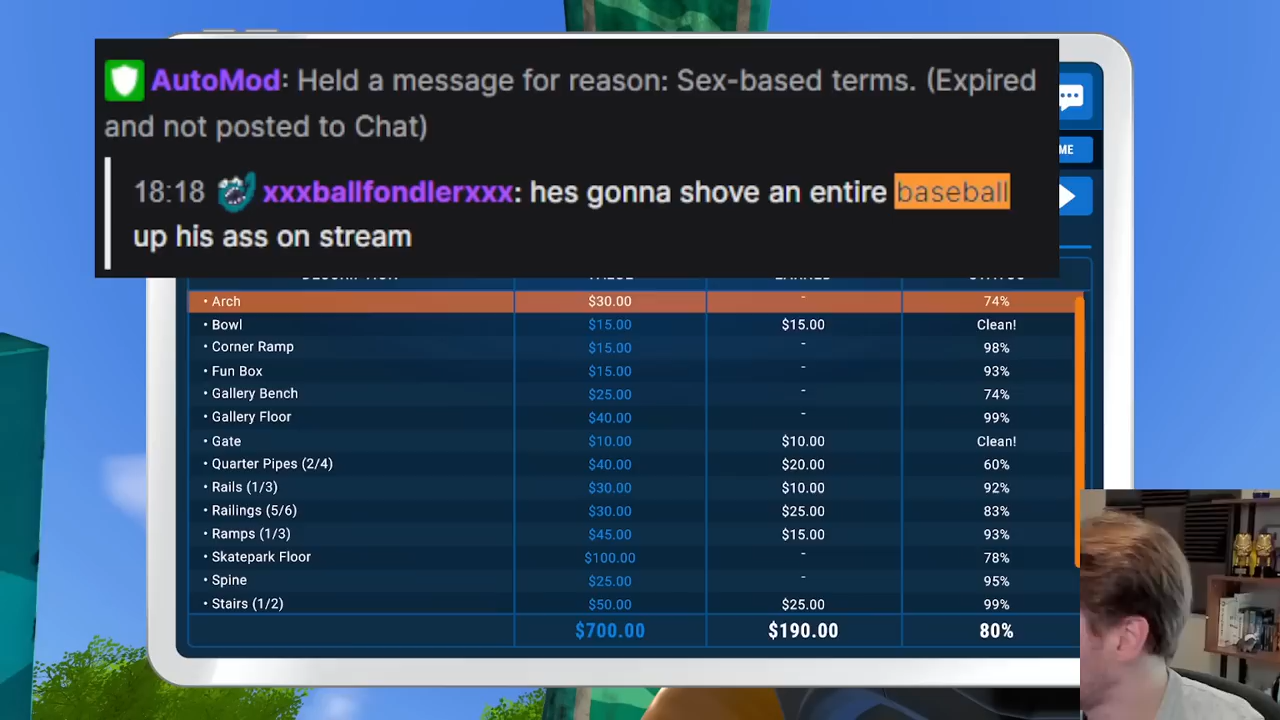 AutoMod: Held a message for reason: Sex-based terms. (Expired
and not posted to Chat)
18:18 xxxballfondlerxxx: hes gonna shove an entire baseball
up his ass on stream
ME
• Arch $30.00 - 74%
• Bowl $15.00 $15.00 Clean!
• Corner Ramp $15.00 - 98%
• Fun Box $15.00 - 93%
• Gallery Bench $25.00 - 74%
• Gallery Floor $40.00 - 99%
• Gate $10.00 $10.00 Clean!
• Quarter Pipes (2/4) $40.00 $20.00 60%
• Rails (1/3) $30.00 $10.00 92%
• Railings (5/6) $30.00 $25.00 83%
• Ramps (1/3) $45.00 $15.00 93%
• Skatepark Floor $100.00 - 78%
• Spine $25.00 - 95%
• Stairs (1/2) $50.00 $25.00 99%
$700.00 $190.00 80%